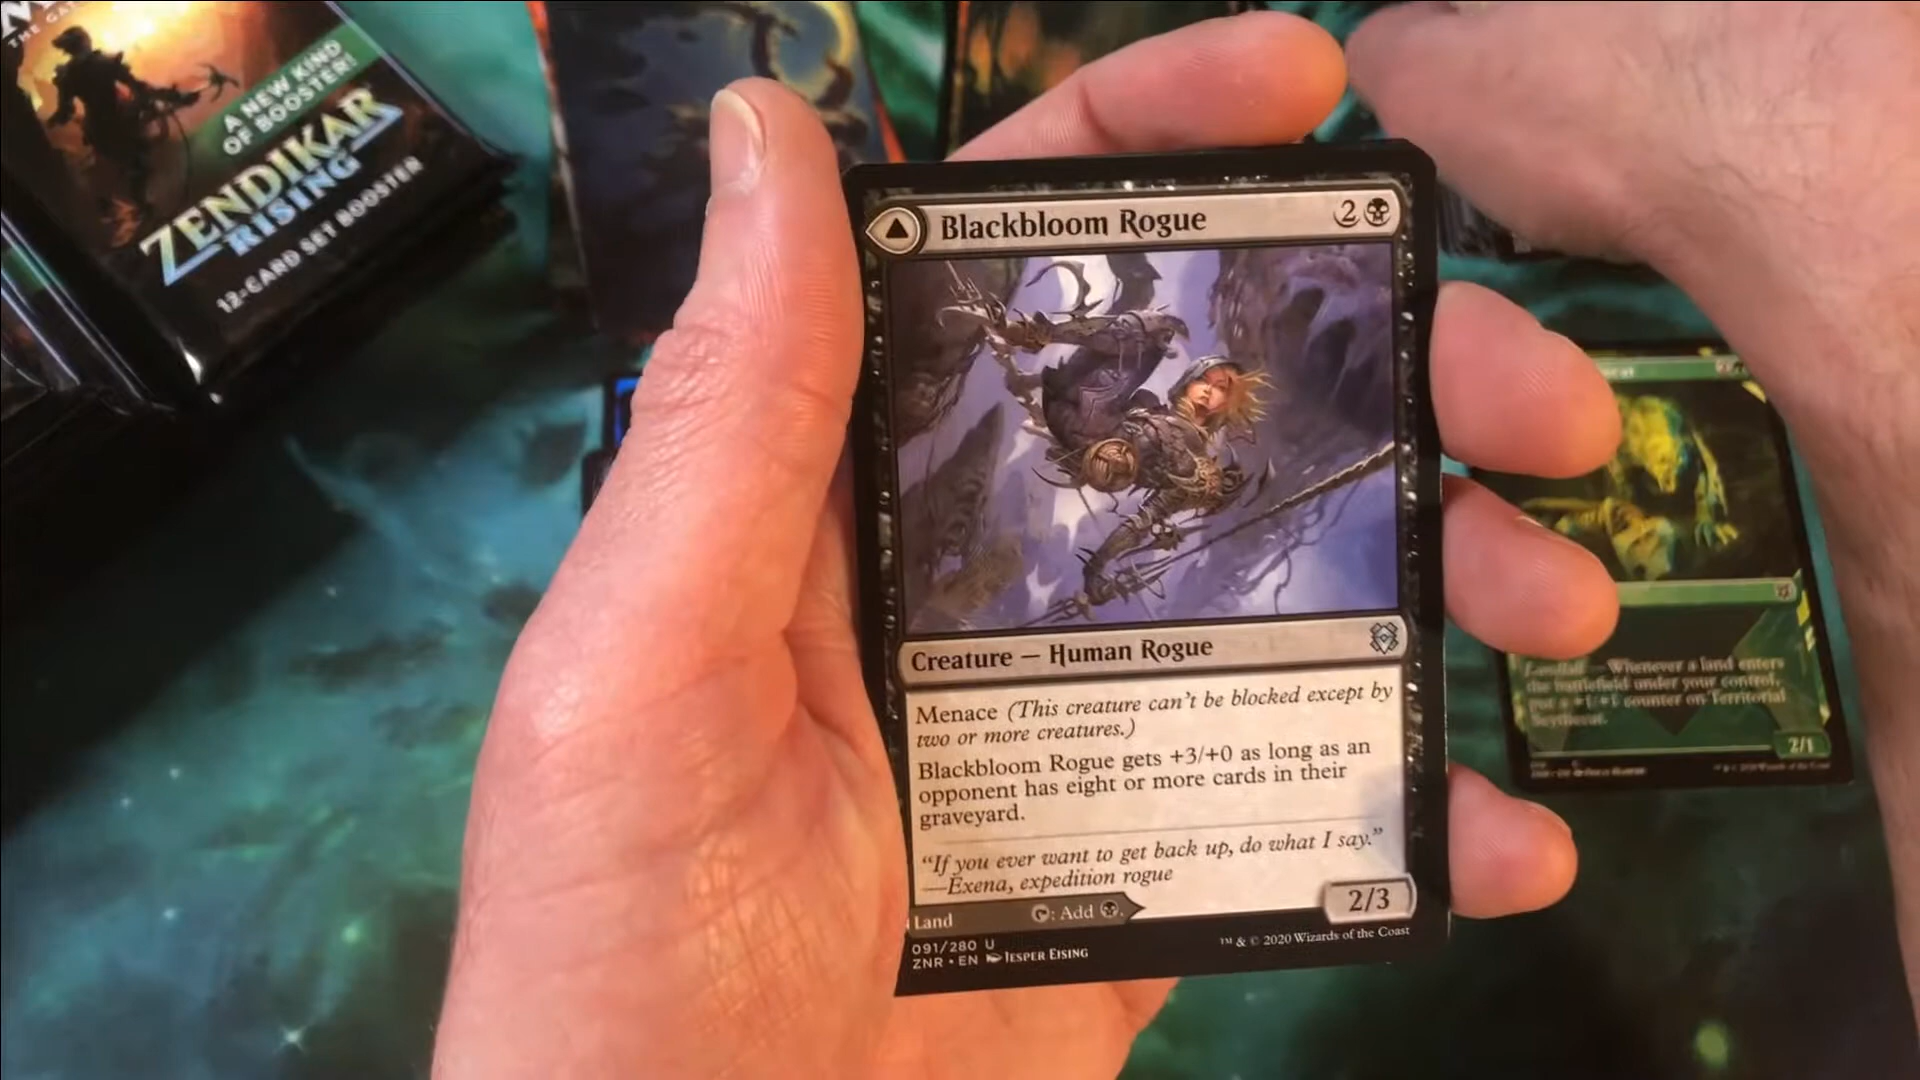 THE GA
A NEW KIND
OF BOOSTER!
ZENDIKAR
RISING
12-CARD SET BOOSTER
Blackbloom Rogue 2
Creature — Human Rogue
Menace (This creature can't be blocked except by
two or more creatures.)
Blackbloom Rogue gets +3/+0 as long as an
opponent has eight or more cards in their
graveyard.
"If you ever want to get back up, do what I say."
—Exena, expedition rogue
Land : Add .
2/3
091/280 U
ZNR • EN Jesper Ejsing
™ & © 2020 Wizards of the Coast
Landfall — Whenever a land enters
the battlefield under your control,
put a +1/+1 counter on Territorial
Scythecat.
2/1